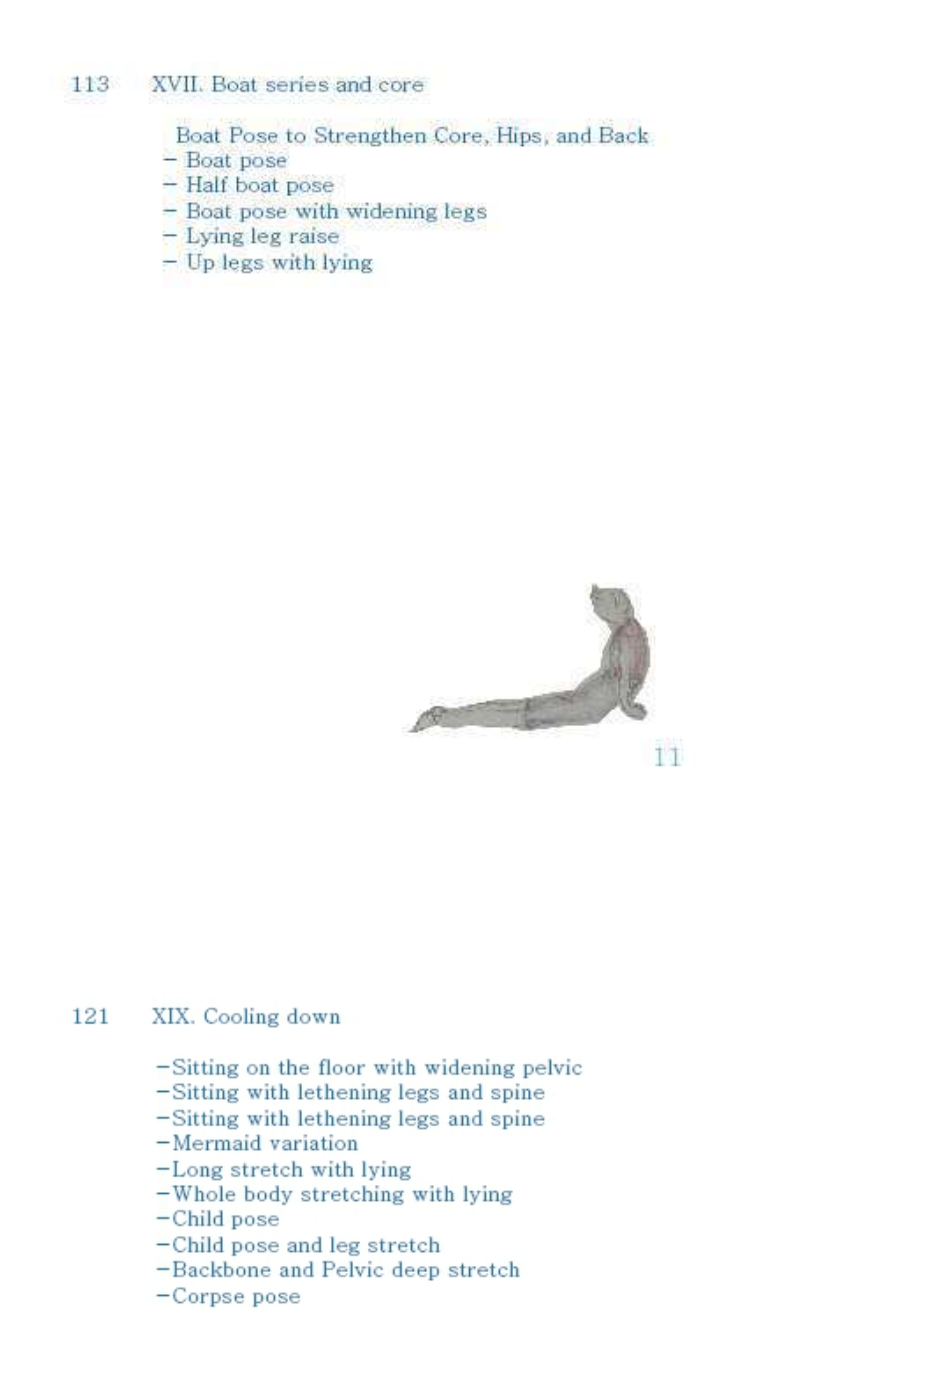 113 XVII. Boat series and core
Boat Pose to Strengthen Core, Hips, and Back
- Boat pose
- Half boat pose
- Boat pose with widening legs
- Lying leg raise
- Up legs with lying
11
121 XIX. Cooling down
-Sitting on the floor with widening pelvic
-Sitting with lethening legs and spine
-Sitting with lethening legs and spine
-Mermaid variation
-Long stretch with lying
-Whole body stretching with lying
-Child pose
-Child pose and leg stretch
-Backbone and Pelvic deep stretch
-Corpse pose